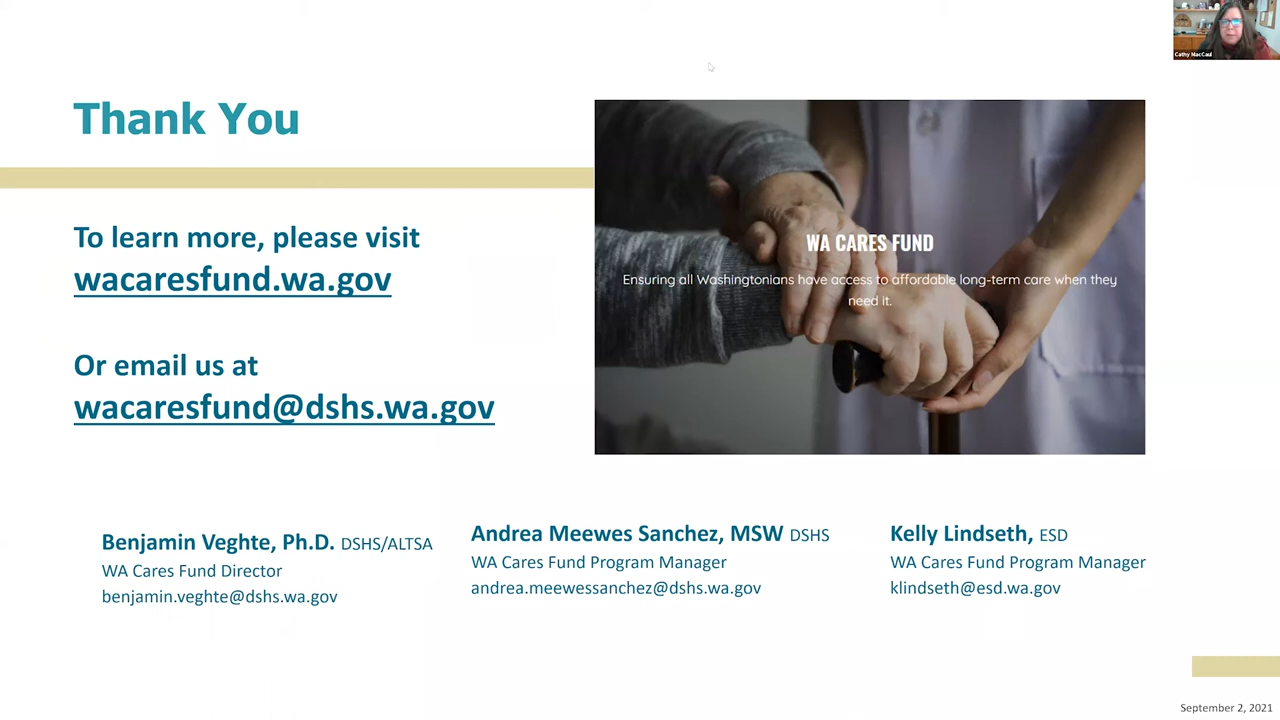 Cathy MacCaul
Thank You
To learn more, please visit
wacaresfund.wa.gov
Or email us at
wacaresfund@dshs.wa.gov
WA CARES FUND
Ensuring all Washingtonians have access to affordable long-term care when they
need it.
Benjamin Veghte, Ph.D. DSHS/ALTSA
WA Cares Fund Director
benjamin.veghte@dshs.wa.gov
Andrea Meewes Sanchez, MSW DSHS
WA Cares Fund Program Manager
andrea.meewessanchez@dshs.wa.gov
Kelly Lindseth, ESD
WA Cares Fund Program Manager
klindseth@esd.wa.gov
September 2, 2021